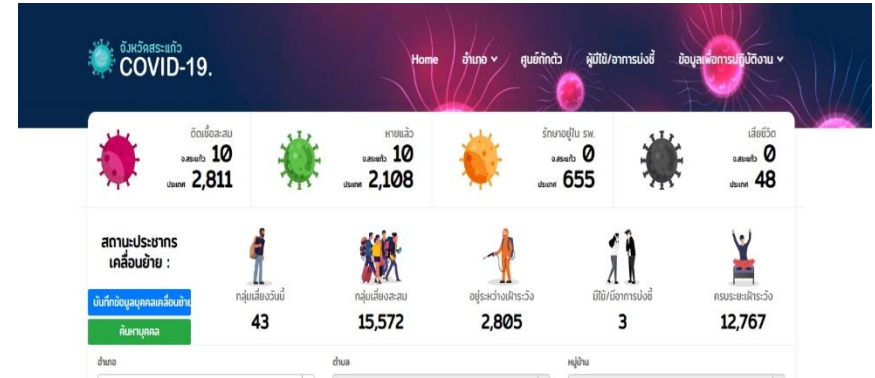 จังหวัดสระแก้ว
COVID-19.
Home อำเภอ ศูนย์กักตัว ผู้มีไข้/อาการบ่งชี้ ข้อมูลเพื่อการปฏิบัติงาน
ติดเชื้อสะสม
จ.สระแก้ว 10
ประเทศ 2,811
หายแล้ว
จ.สระแก้ว 10
ประเทศ 2,108
รักษาอยู่ใน รพ.
จ.สระแก้ว 0
ประเทศ 655
เสียชีวิต
จ.สระแก้ว 0
ประเทศ 48
สถานะประชากร
เคลื่อนย้าย :
บันทึกข้อมูลบุคคลเคลื่อนย้าย
ค้นหาบุคคล
กลุ่มเสี่ยงวันนี้
43
กลุ่มเสี่ยงสะสม
15,572
อยู่ระหว่างเฝ้าระวัง
2,805
มีไข้/มีอาการบ่งชี้
3
ครบระยะเฝ้าระวัง
12,767
อำเภอ ตำบล หมู่บ้าน